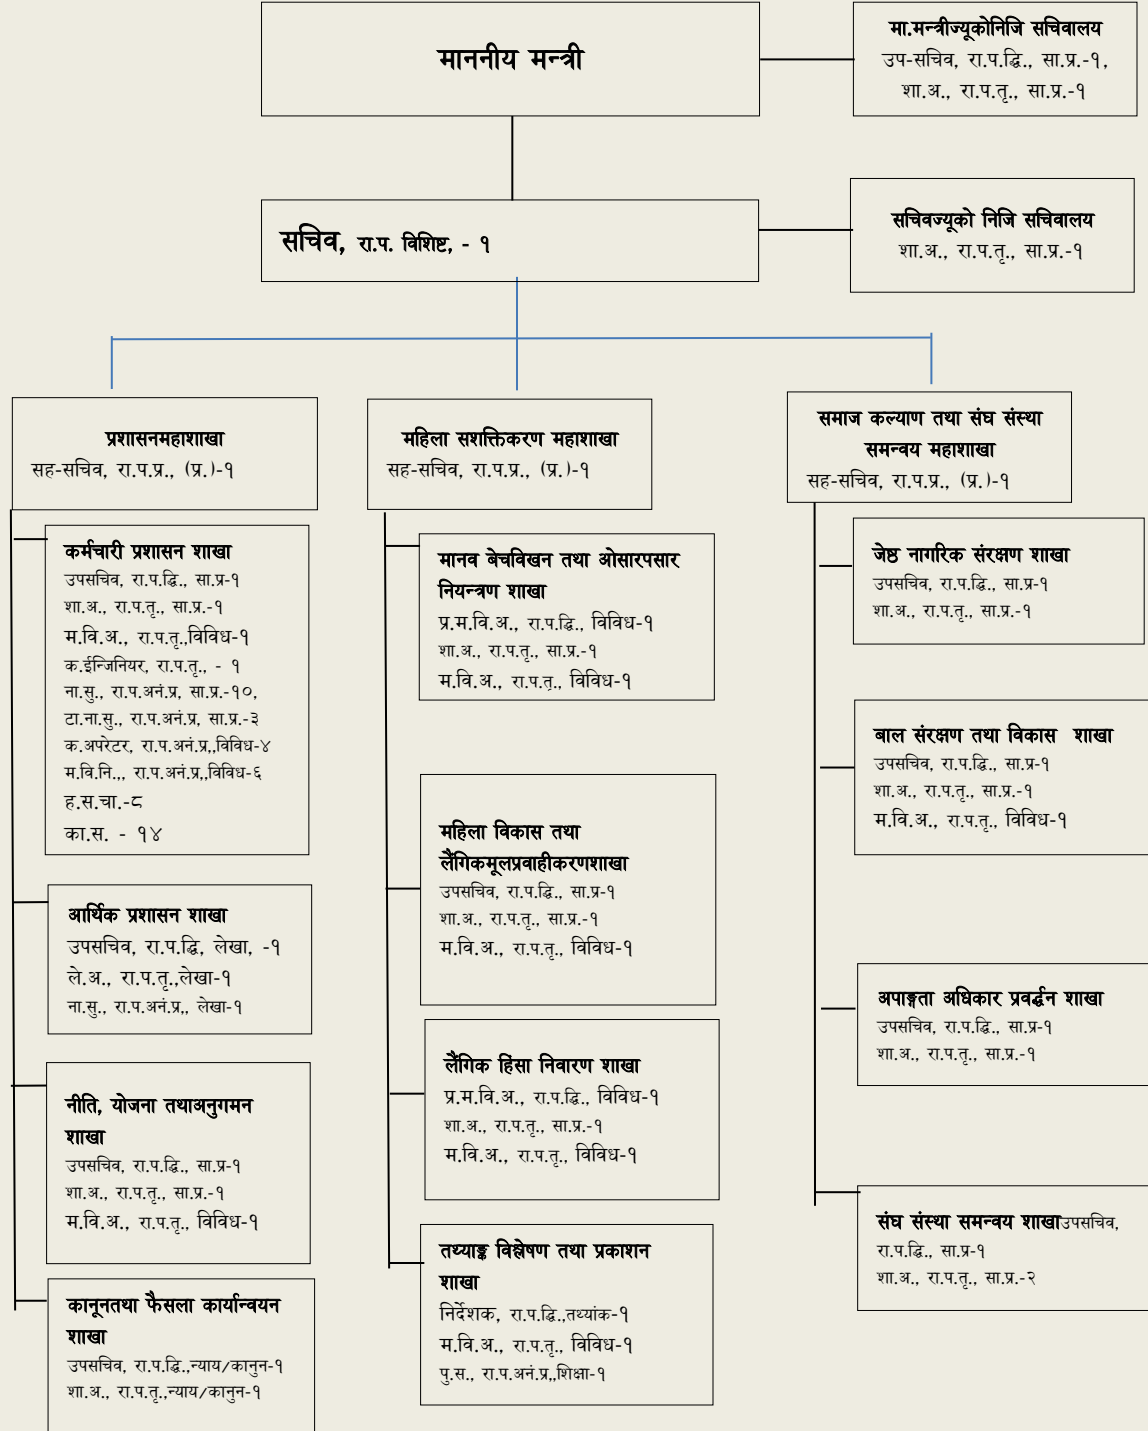 माननीय मन्त्री
मा.मन्त्रीज्यूकोनिजि सचिवालय
उप-सचिव, रा.प.द्धि., सा.प्र.-१,
शा.अ., रा.प.तृ., सा.प्र.-१
सचिव, रा.प. विशिष्ट, - १
सचिवज्यूको निजि सचिवालय
शा.अ., रा.प.तृ., सा.प्र.-१
प्रशासनमहाशाखा
सह-सचिव, रा.प.प्र., (प्र.)-१
कर्मचारी प्रशासन शाखा
उपसचिव, रा.प.द्धि., सा.प्र-१
शा.अ., रा.प.तृ., सा.प्र.-१
म.वि.अ., रा.प.तृ.,विविध-१
क.ईन्जिनियर, रा.प.तृ., - १
ना.सु., रा.प.अनं.प्र, सा.प्र.-१०,
टा.ना.सु., रा.प.अनं.प्र, सा.प्र.-३
क.अपरेटर, रा.प.अनं.प्र,,विविध-४
म.वि.नि.,, रा.प.अनं.प्र,,विविध-६
ह.स.चा.-८
का.स. - १४
आर्थिक प्रशासन शाखा
उपसचिव, रा.प.द्धि, लेखा, -१
ले.अ., रा.प.तृ.,लेखा-१
ना.सु., रा.प.अनं.प्र,, लेखा-१
नीति, योजना तथाअनुगमन
शाखा
उपसचिव, रा.प.द्धि., सा.प्र-१
शा.अ., रा.प.तृ., सा.प्र.-१
म.वि.अ., रा.प.तृ., विविध-१
कानूनतथा फैसला कार्यान्वयन
शाखा
उपसचिव, रा.प.द्धि.,न्याय/कानुन-१
शा.अ., रा.प.तृ.,न्याय/कानुन-१
महिला सशक्तिकरण महाशाखा
सह-सचिव, रा.प.प्र., (प्र.)-१
मानव बेचविखन तथा ओसारपसार
नियन्त्रण शाखा
प्र.म.वि.अ., रा.प.द्धि., विविध-१
शा.अ., रा.प.तृ., सा.प्र.-१
म.वि.अ., रा.प.तृ., विविध-१
महिला विकास तथा
लैंगिकमूलप्रवाहीकरणशाखा
उपसचिव, रा.प.द्धि., सा.प्र-१
शा.अ., रा.प.तृ., सा.प्र.-१
म.वि.अ., रा.प.तृ., विविध-१
लैंगिक हिंसा निवारण शाखा
प्र.म.वि.अ., रा.प.द्धि., विविध-१
शा.अ., रा.प.तृ., सा.प्र.-१
म.वि.अ., रा.प.तृ., विविध-१
तथ्याङ्क विश्लेषण तथा प्रकाशन
शाखा
निर्देशक, रा.प.द्धि.,तथ्यांक-१
म.वि.अ., रा.प.तृ., विविध-१
पु.स., रा.प.अनं.प्र,,शिक्षा-१
समाज कल्याण तथा संघ संस्था
समन्वय महाशाखा
सह-सचिव, रा.प.प्र., (प्र.)-१
जेष्ठ नागरिक संरक्षण शाखा
उपसचिव, रा.प.द्धि., सा.प्र-१
शा.अ., रा.प.तृ., सा.प्र.-१
बाल संरक्षण तथा विकास शाखा
उपसचिव, रा.प.द्धि., सा.प्र-१
शा.अ., रा.प.तृ., सा.प्र.-१
म.वि.अ., रा.प.तृ., विविध-१
अपाङ्गता अधिकार प्रवर्द्धन शाखा
उपसचिव, रा.प.द्धि., सा.प्र-१
शा.अ., रा.प.तृ., सा.प्र.-१
संघ संस्था समन्वय शाखाउपसचिव,
रा.प.द्धि., सा.प्र-१
शा.अ., रा.प.तृ., सा.प्र.-२